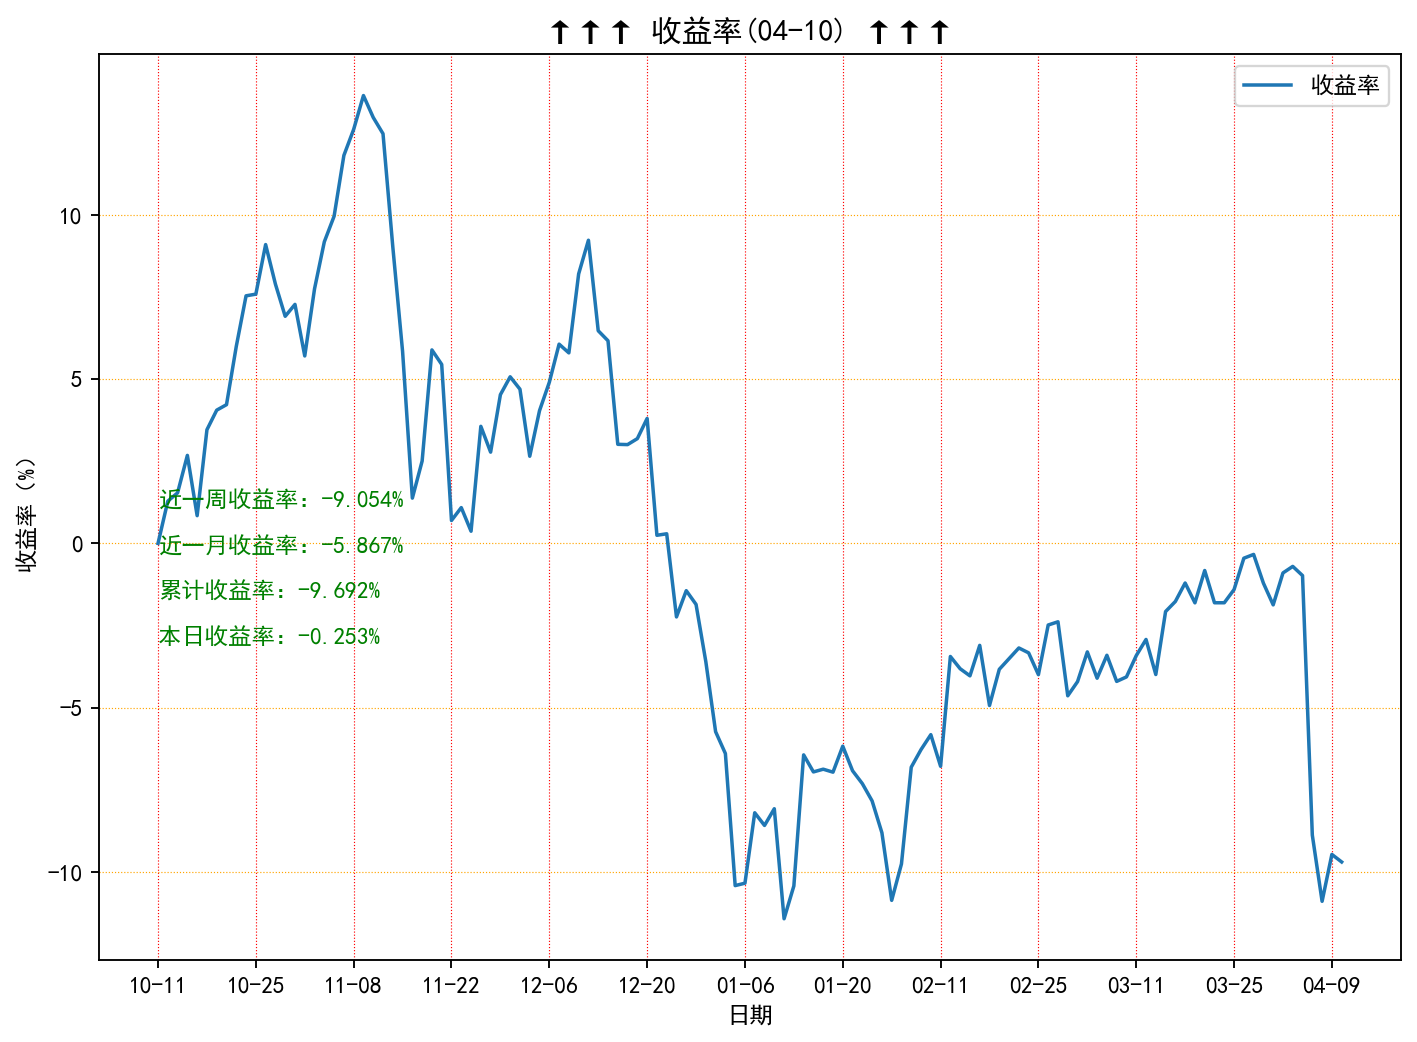 ↑↑↑ 收益率(04-10) ↑↑↑
收益率
10
5
0
-5
-10
收益率 (%)
近一周收益率：-9.054%
近一月收益率：-5.867%
累计收益率：-9.692%
本日收益率：-0.253%
10-11 10-25 11-08 11-22 12-06 12-20 01-06 01-20 02-11 02-25 03-11 03-25 04-09
日期